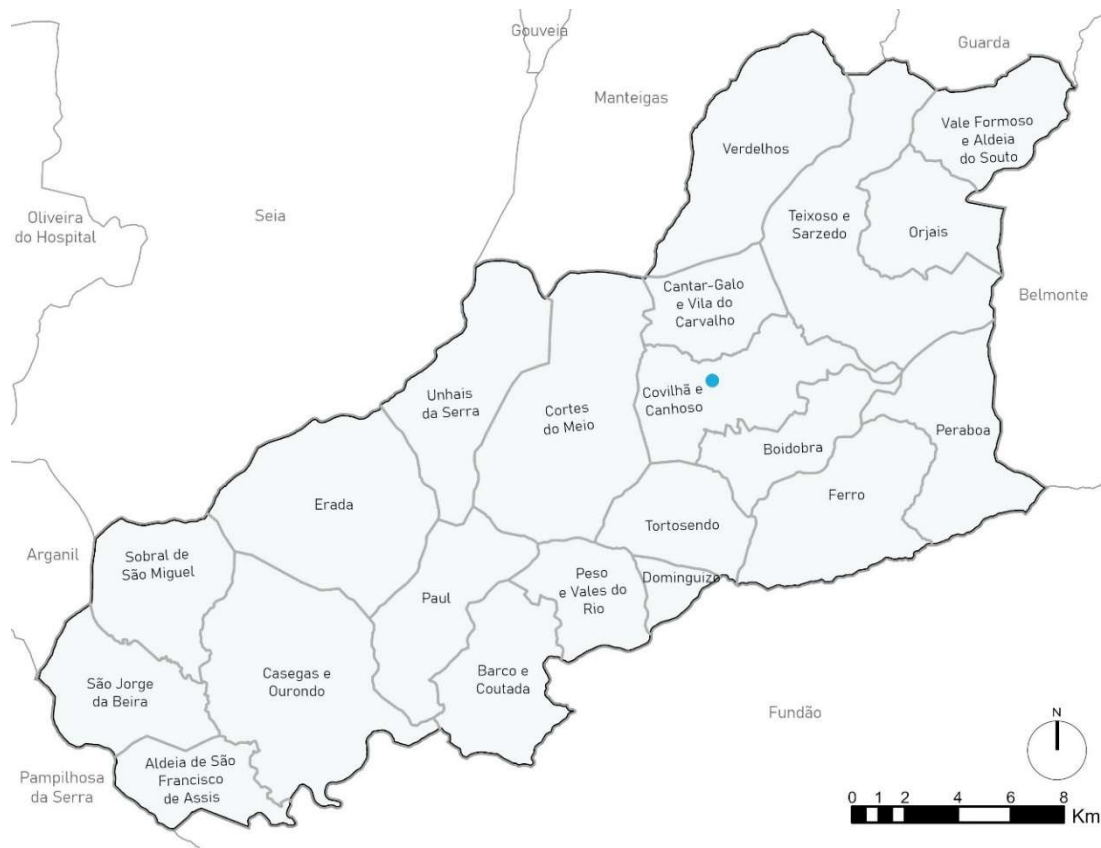 Gouveia
Guarda
Manteigas
Vale Formoso
e Aldeia
do Souto
Verdelhos
Oliveira
do Hospital
Seia
Teixoso e
Sarzedo
Orjais
Cantar-Galo
e Vila do
Carvalho
Belmonte
Unhais
da Serra
Cortes
do Meio
Covilhã e
Canhoso
Peraboa
Boidobra
Erada
Ferro
Tortosendo
Arganil
Sobral de
São Miguel
Paul
Peso
e Vales do
Rio
Dominguizo
São Jorge
da Beira
Casegas e
Ourondo
Barco e
Coutada
Fundão
N
Pampilhosa
da Serra
Aldeia de São
Francisco
de Assis
0 1 2 4 6 8
Km